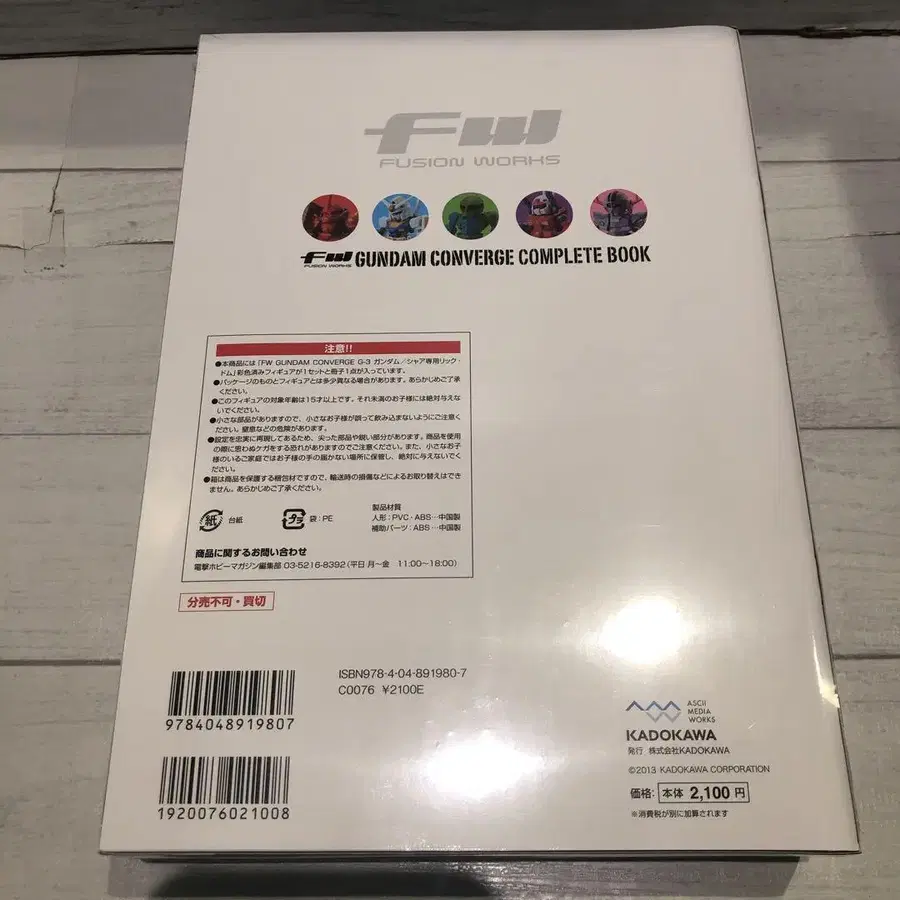 FW
FUSION WORKS
FW FUSION WORKS GUNDAM CONVERGE COMPLETE BOOK
注意!!
●本商品には「FW GUNDAM CONVERGE G-3 ガンダム/シャア専用リック・
ドム」彩色済みフィギュアが1セットと冊子1点が入っています。
●パッケージのものとフィギュアとは多少異なる場合があります。あらかじめご了承
ください。
●このフィギュアの対象年齢は15才以上です。それ未満のお子様には絶対与えな
いでください。
●小さな部品がありますので、小さなお子様が誤って飲み込まないようにご注意く
ださい。窒息などの危険があります。
●設定を忠実に再現してあるため、尖った部品や鋭い部分があります。商品を使用
の際に思わぬケガをする恐れがありますのでご注意ください。また、小さなお子
様のいるご家庭ではお子様の手の届かない場所に保管し、絶対に与えないでく
ださい。
●箱は商品を保護する梱包材ですので、輸送時の損傷などによるお取り替えはでき
ません。あらかじめご了承ください。
紙 台紙
プラ 袋:PE
製品材質
人形:PVC・ABS…中国製
補助パーツ:ABS…中国製
商品に関するお問い合わせ
電撃ホビーマガジン編集部 03-5216-8392(平日 月~金 11:00~18:00)
分売不可・買切
ISBN978-4-04-891980-7
C0076 ¥2100E
9784048919807
1920076021008
ASCII
MEDIA
WORKS
KADOKAWA
発行 株式会社KADOKAWA
©2013 KADOKAWA CORPORATION
価格: 本体 2,100 円
※消費税が別に加算されます